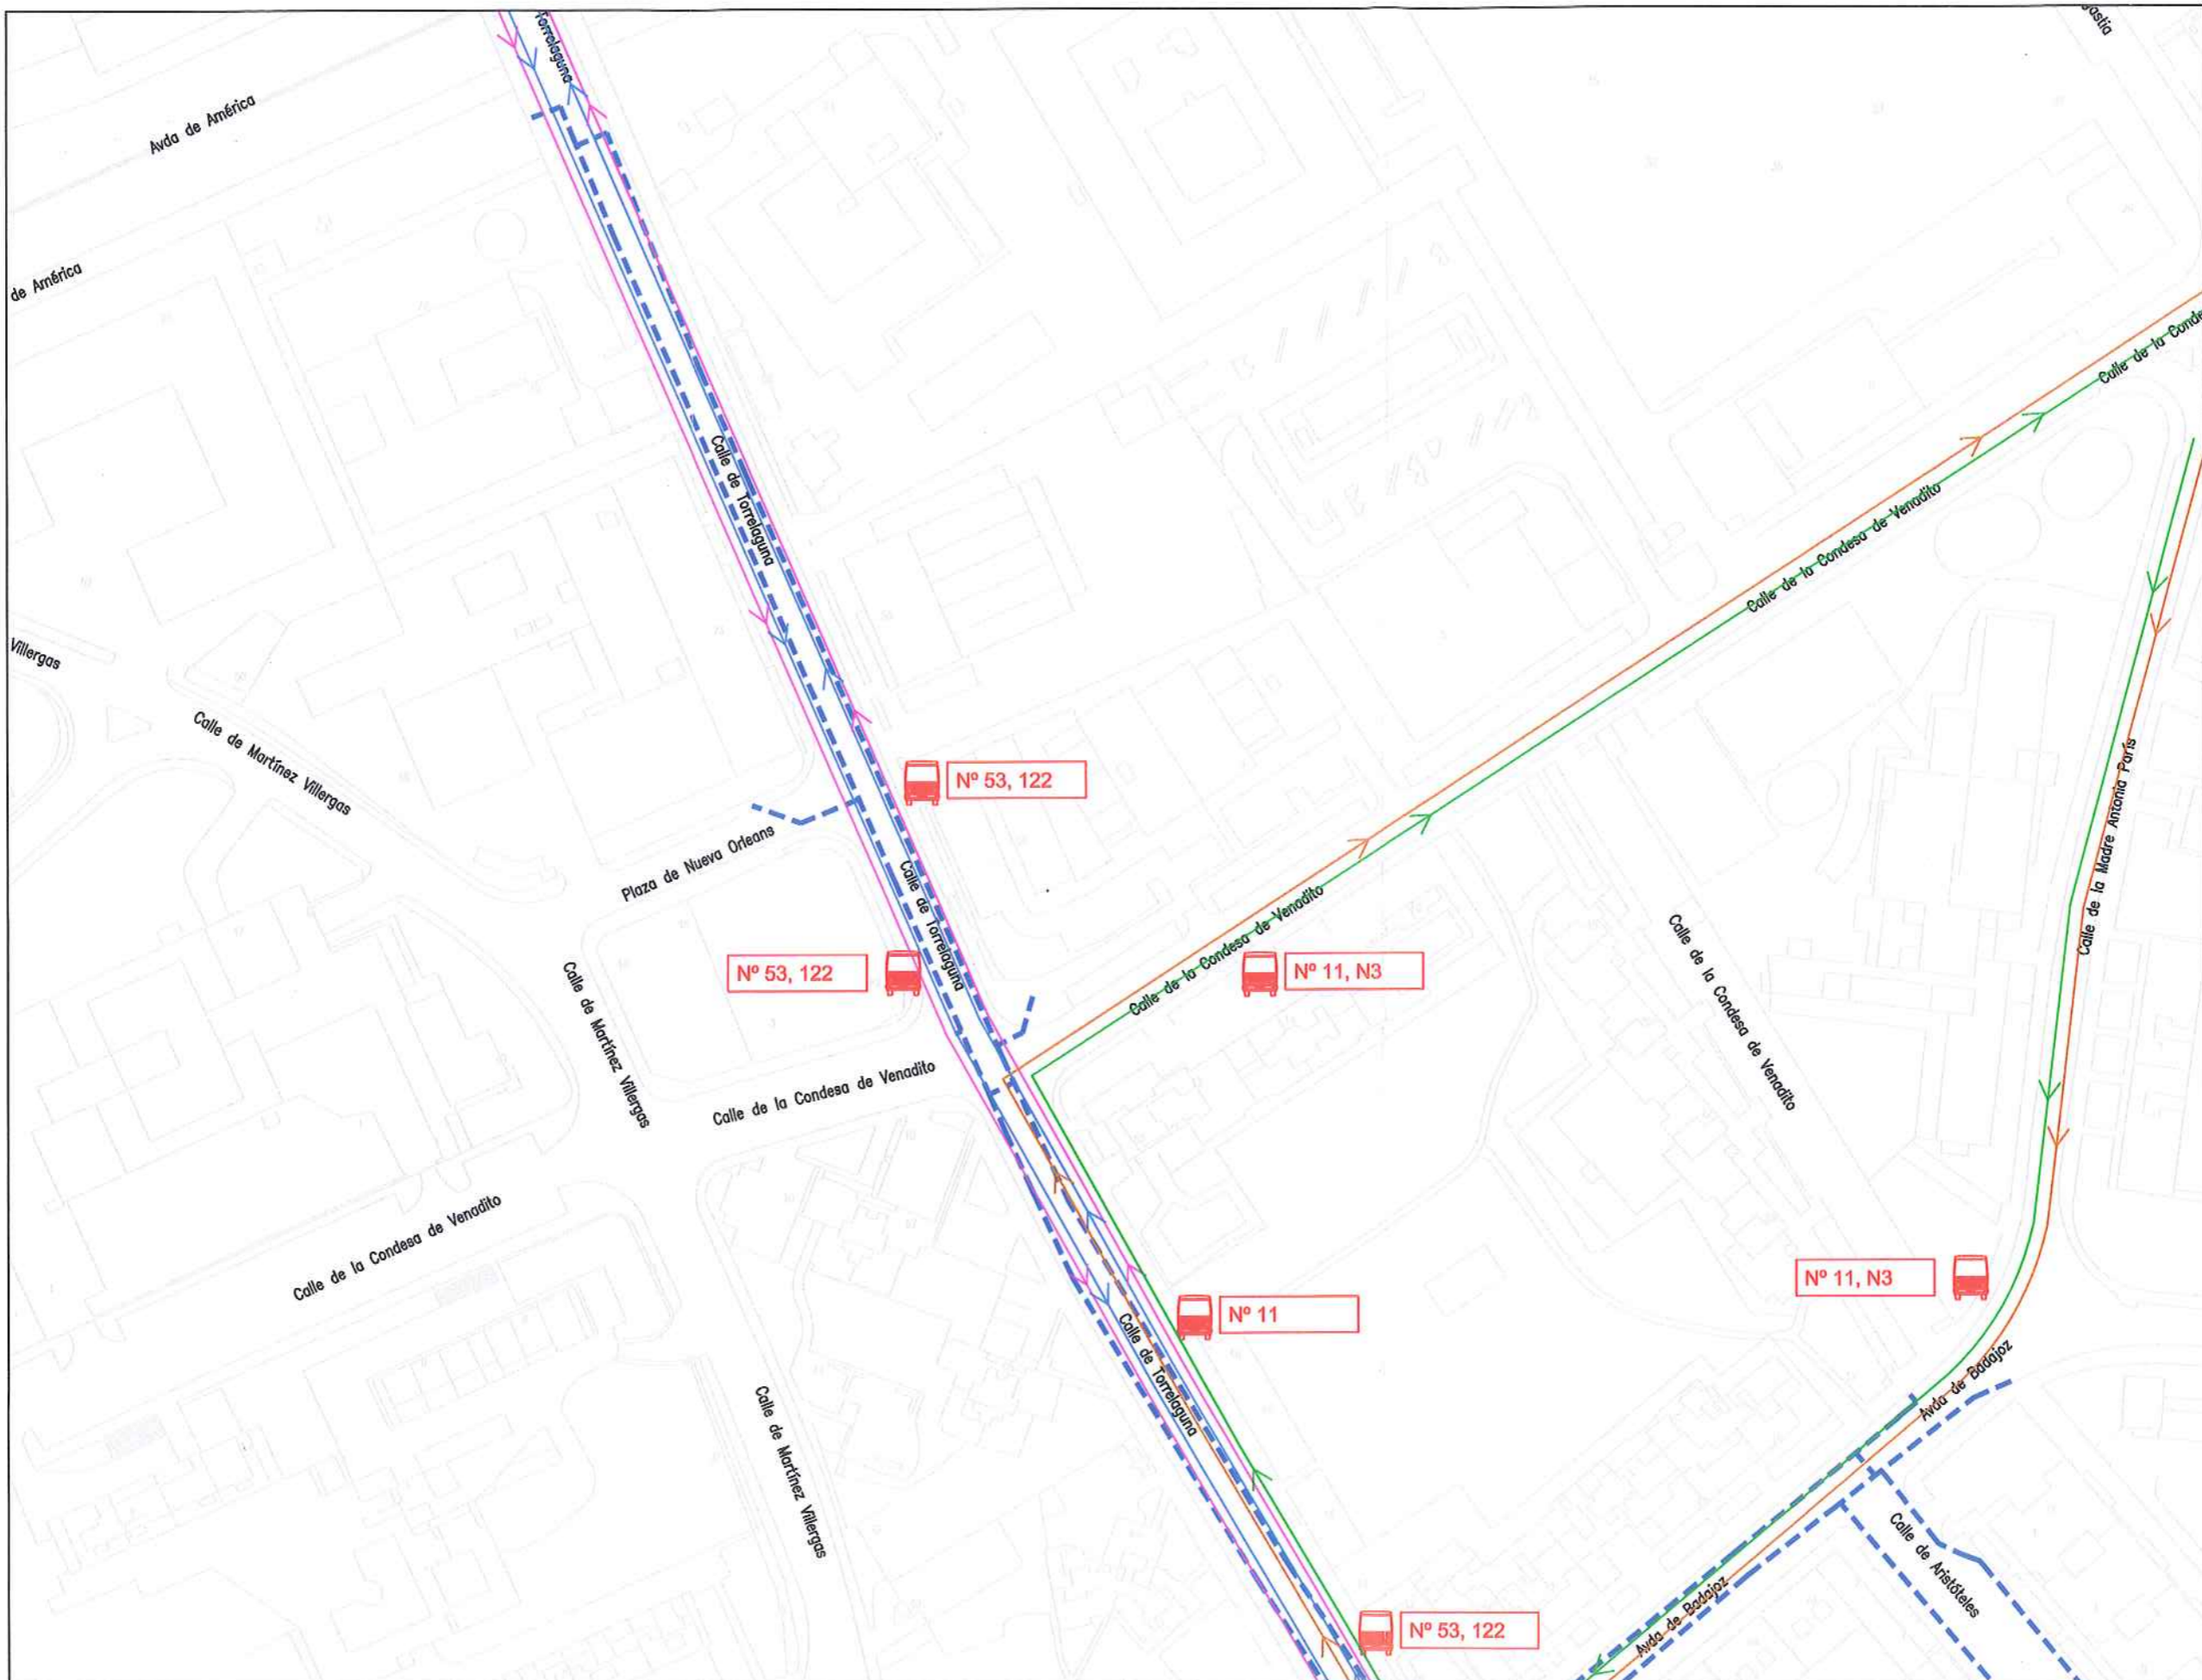 Torrelaguna
Avda de América
de América
Calle de Torrelaguna
Calle de la Condesa de Venadito
Villergas
Calle de Martínez Villergas
Calle de la Madre Antonia París
Nº 53, 122
Plaza de Nueva Orleans
Calle de Torrelaguna
Calle de la Condesa de Venadito
Nº 53, 122
Nº 11, N3
Calle de la Condesa de Venadito
Calle de Martínez Villergas
Calle de la Condesa de Venadito
Calle de la Condesa de Venadito
Nº 11, N3
Nº 11
Calle de Torrelaguna
Avda de Badajoz
Calle de Martínez Villergas
Calle de Aristóteles
Avda de Badajoz
Nº 53, 122